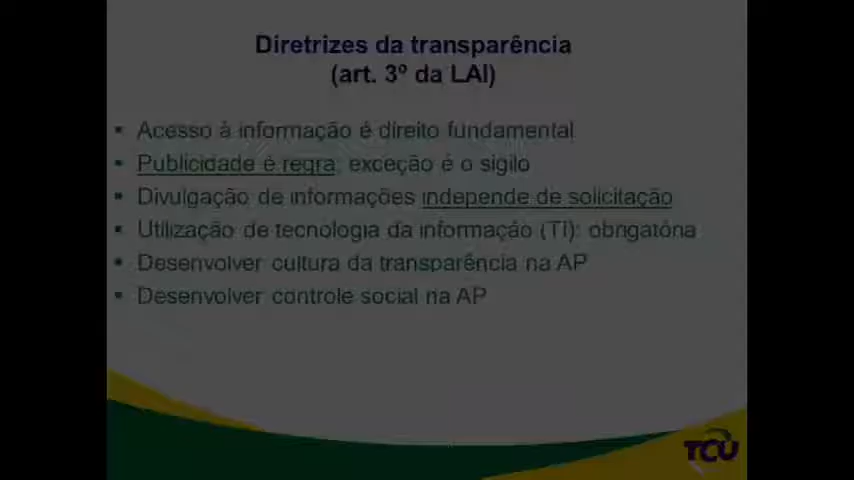 Diretrizes da transparência
(art. 3º da LAI)
▪ Acesso à informação é direito fundamental
▪ Publicidade é regra; exceção é o sigilo
▪ Divulgação de informações independe de solicitação
▪ Utilização de tecnologia da informação (TI): obrigatória
▪ Desenvolver cultura da transparência na AP
▪ Desenvolver controle social na AP
TCU